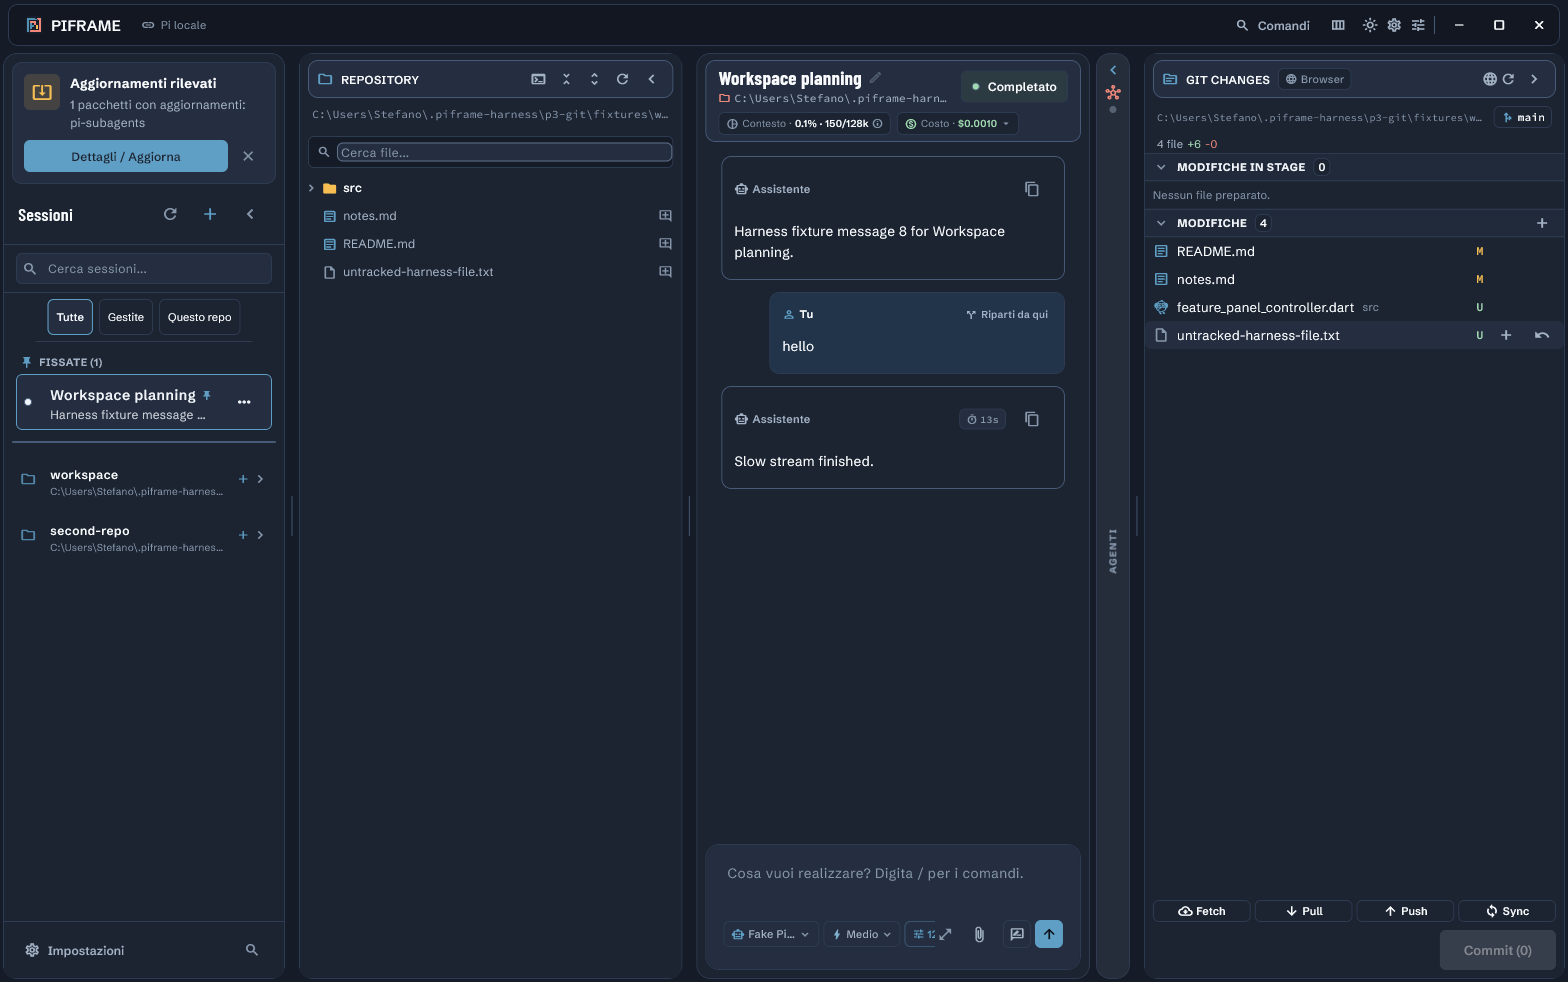 PIFRAME
Pi locale
Comandi
Aggiornamenti rilevati
1 pacchetti con aggiornamenti:
pi-subagents
Dettagli / Aggiorna
Sessioni
Cerca sessioni...
Tutte
Gestite
Questo repo
FISSATE (1)
Workspace planning
Harness fixture message ...
workspace
C:\Users\Stefano\.piframe-harnes...
second-repo
C:\Users\Stefano\.piframe-harnes...
Impostazioni
REPOSITORY
C:\Users\Stefano\.piframe-harness\p3-git\fixtures\w...
Cerca file...
src
notes.md
README.md
untracked-harness-file.txt
Workspace planning
C:\Users\Stefano\.piframe-harn...
Completato
Contesto · 0.1% · 150/128k
Costo · $0.0010
Assistente
Harness fixture message 8 for Workspace
planning.
Tu
Riparti da qui
hello
Assistente
13s
Slow stream finished.
Cosa vuoi realizzare? Digita / per i comandi.
Fake Pi...
Medio
AGENTI
GIT CHANGES
Browser
C:\Users\Stefano\.piframe-harness\p3-git\fixtures\w...
main
4 file +6 -0
MODIFICHE IN STAGE 0
Nessun file preparato.
MODIFICHE 4
README.md M
notes.md M
feature_panel_controller.dart src U
untracked-harness-file.txt U
Fetch
Pull
Push
Sync
Commit (0)